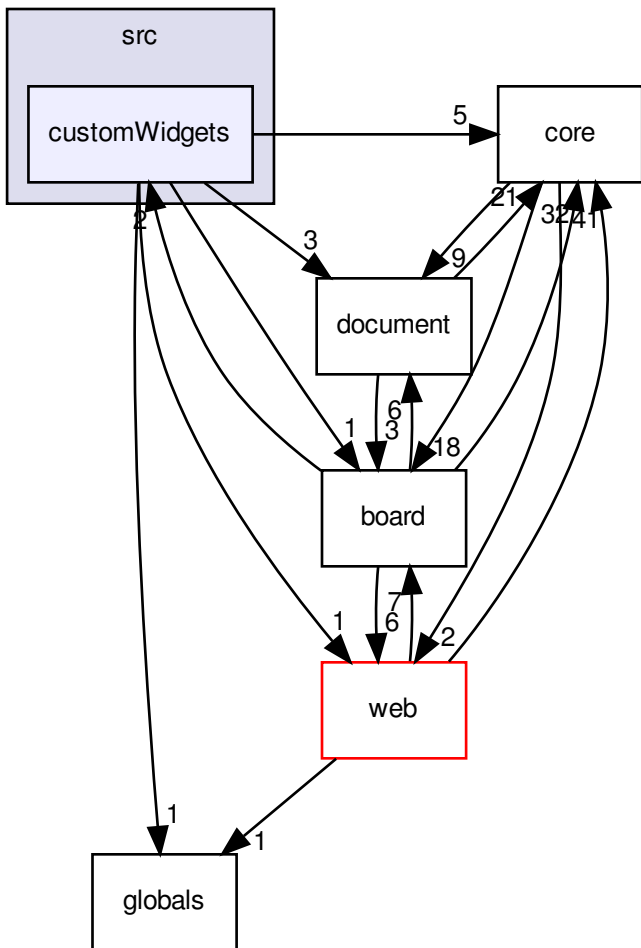 src
customWidgets
5
core
2
21
32
41
3
9
document
6
1
3
18
board
7
1
6
2
web
1
1
globals